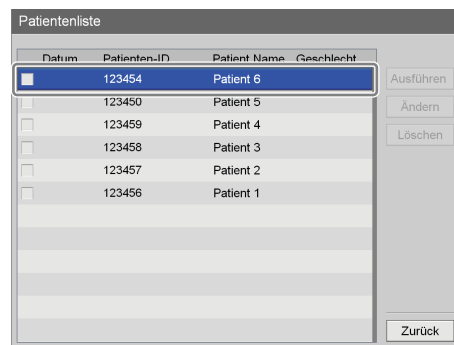 Patientenliste
Datum Patienten-ID Patient Name Geschlecht
123454 Patient 6
123450 Patient 5
123459 Patient 4
123458 Patient 3
123457 Patient 2
123456 Patient 1
Ausführen
Ändern
Löschen
Zurück